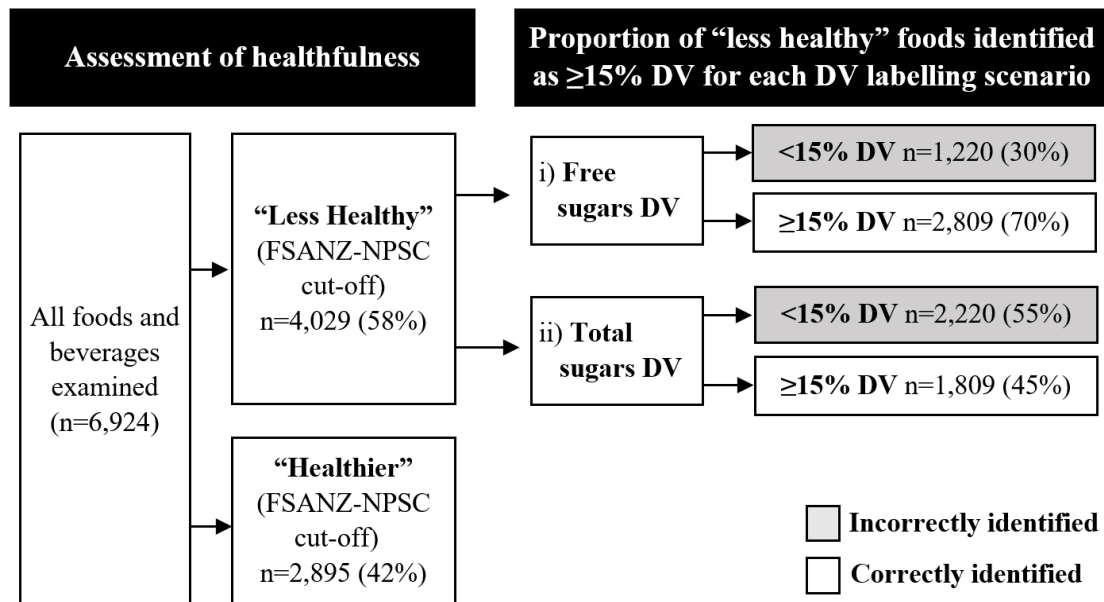 Assessment of healthfulness
Proportion of “less healthy” foods identified
as ≥15% DV for each DV labelling scenario
All foods and
beverages
examined
(n=6,924)
“Less Healthy”
(FSANZ-NPSC
cut-off)
n=4,029 (58%)
“Healthier”
(FSANZ-NPSC
cut-off)
n=2,895 (42%)
i) Free
sugars DV
<15% DV n=1,220 (30%)
≥15% DV n=2,809 (70%)
ii) Total
sugars DV
<15% DV n=2,220 (55%)
≥15% DV n=1,809 (45%)
Incorrectly identified
Correctly identified